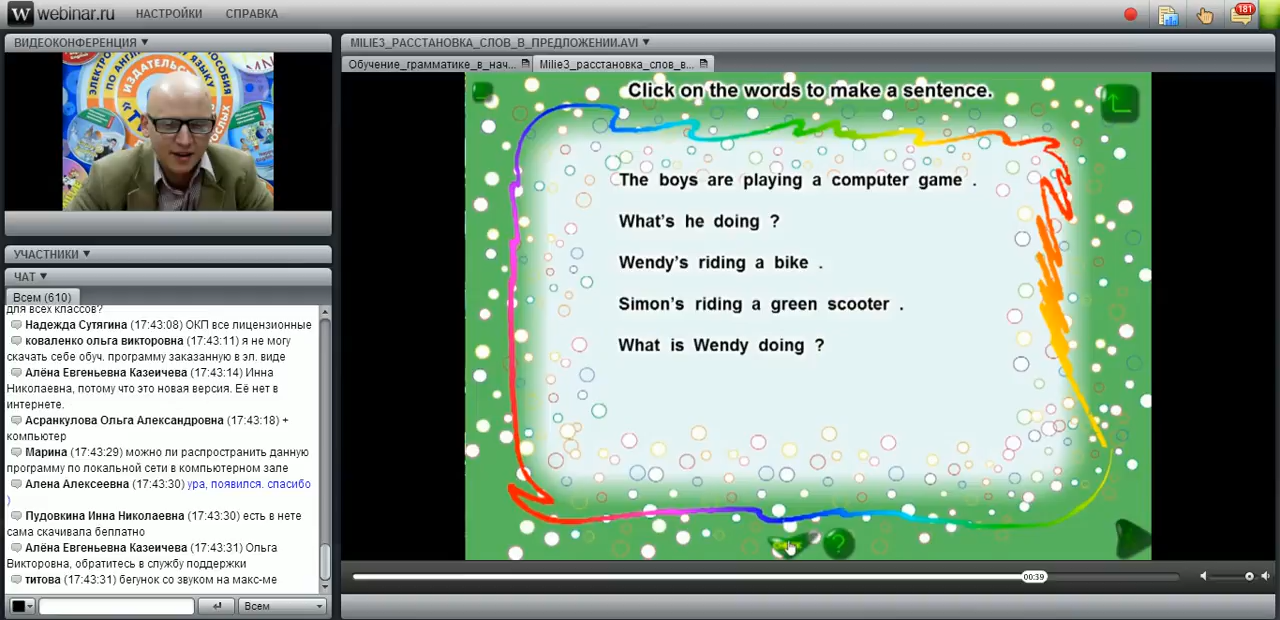 W webinar.ru НАСТРОЙКИ СПРАВКА 181
ВИДЕОКОНФЕРЕНЦИЯ
ИЗДАТЕЛЬСТВО
УЧАСТНИКИ
ЧАТ
Всем (610)
для всех классов?
Надежда Сутягина (17:43:08) ОКП все лицензионные
коваленко ольга викторовна (17:43:11) я не могу
скачать себе обуч. программу заказанную в эл. виде
Алёна Евгеньевна Казеичева (17:43:14) Инна
Николаевна, потому что это новая версия. Её нет в
интернете.
Асранкулова Ольга Александровна (17:43:18) +
компьютер
Марина (17:43:29) можно ли распространить данную
программу по локальной сети в компьютерном зале
Алена Алексеевна (17:43:30) ура, появился. спасибо
)
Пудовкина Инна Николаевна (17:43:30) есть в нете
сама скачивала беплатно
Алёна Евгеньевна Казеичева (17:43:31) Ольга
Викторовна, обратитесь в службу поддержки
титова (17:43:31) бегунок со звуком на макс-ме
Всем
MILIE3_РАССТАНОВКА_СЛОВ_В_ПРЕДЛОЖЕНИИ.AVI
Обучение_грамматике_в_нач... Milie3_расстановка_слов_в...
Click on the words to make a sentence.
The boys are playing a computer game .
What's he doing ?
Wendy's riding a bike .
Simon's riding a green scooter .
What is Wendy doing ?
?
00:39